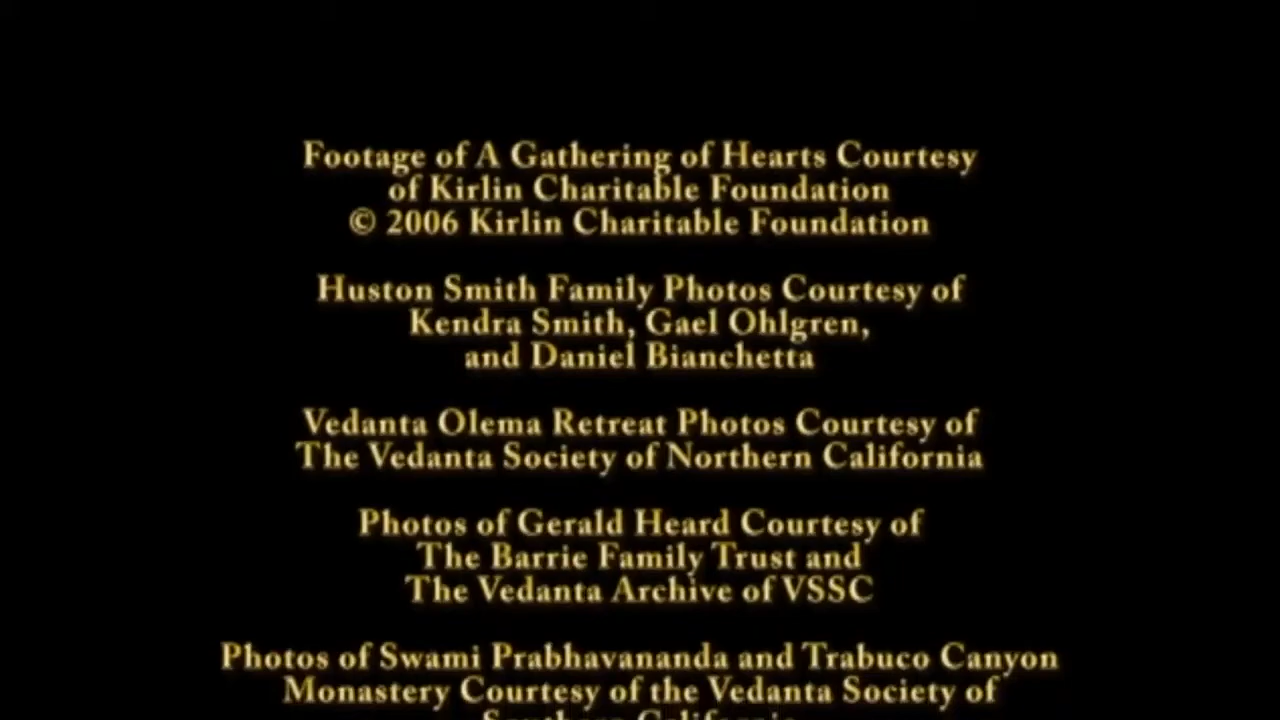 Footage of A Gathering of Hearts Courtesy
of Kirlin Charitable Foundation
© 2006 Kirlin Charitable Foundation
Huston Smith Family Photos Courtesy of
Kendra Smith, Gael Ohlgren,
and Daniel Bianchetta
Vedanta Olema Retreat Photos Courtesy of
The Vedanta Society of Northern California
Photos of Gerald Heard Courtesy of
The Barrie Family Trust and
The Vedanta Archive of VSSC
Photos of Swami Prabhavananda and Trabuco Canyon
Monastery Courtesy of the Vedanta Society of
Southern California